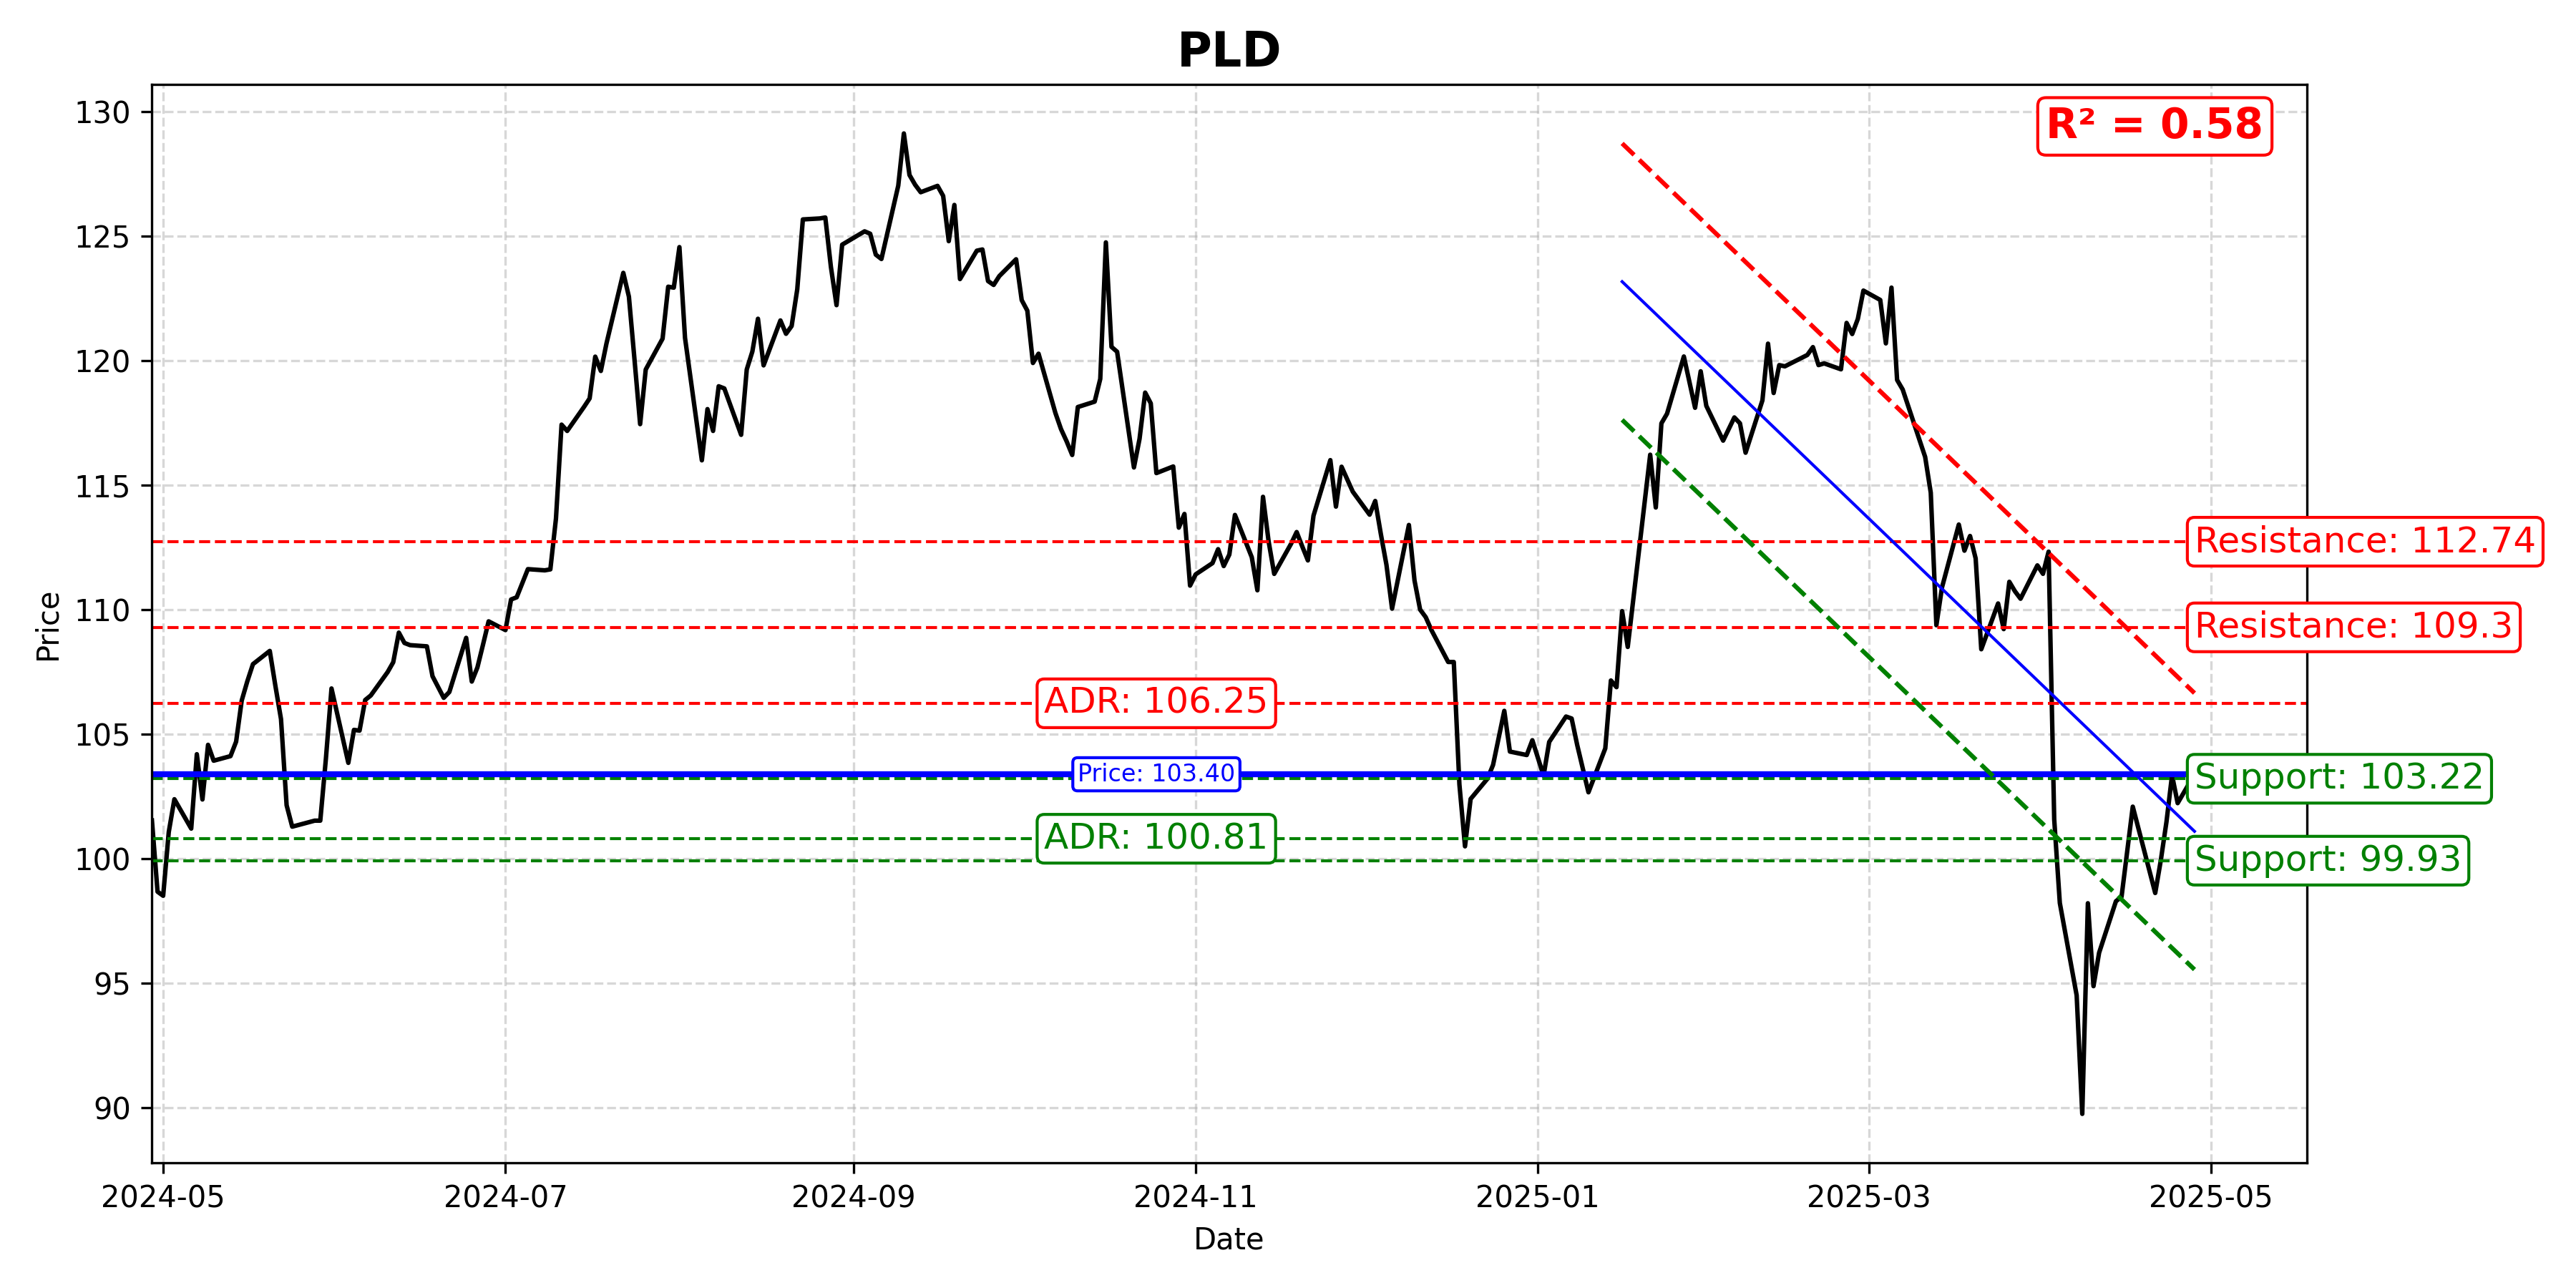 PLD
R² = 0.58
130
125
120
115
110
105
100
95
90
Price
Resistance: 112.74
Resistance: 109.3
ADR: 106.25
Price: 103.40
Support: 103.22
ADR: 100.81
Support: 99.93
2024-05
2024-07
2024-09
2024-11
2025-01
2025-03
2025-05
Date